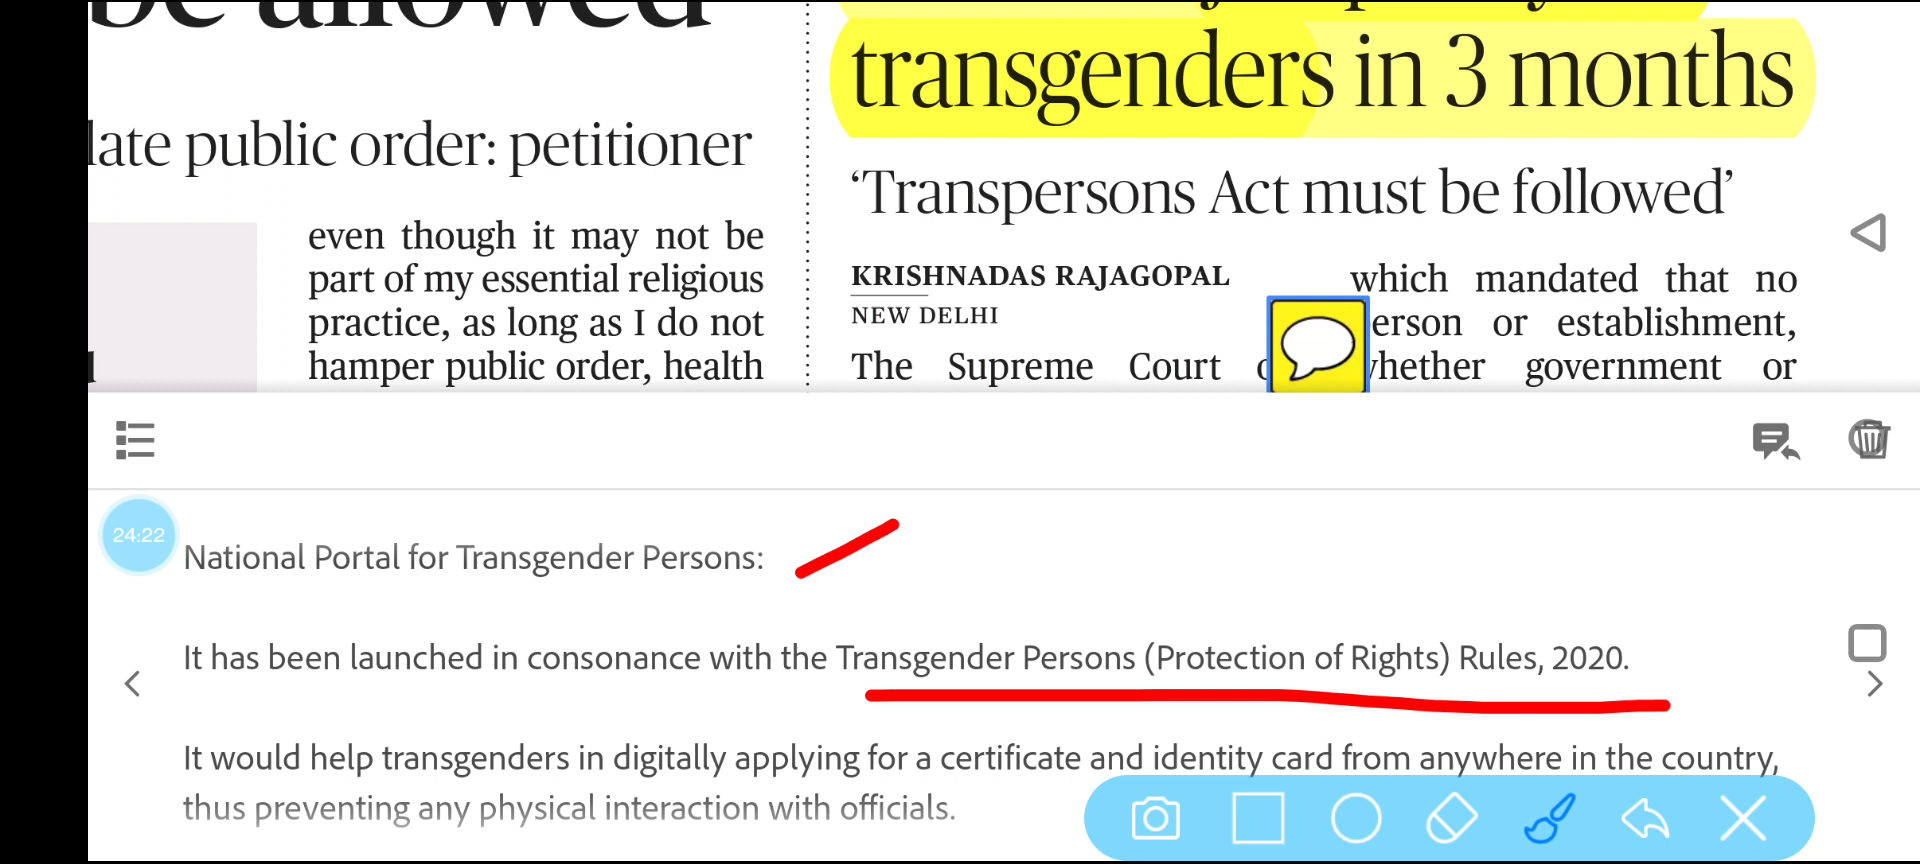 be allowed
late public order: petitioner
even though it may not be
part of my essential religious
practice, as long as I do not
hamper public order, health
transgenders in 3 months
‘Transpersons Act must be followed’
KRISHNADAS RAJAGOPAL
NEW DELHI
The Supreme Court
which mandated that no
erson or establishment,
hether government or
24:22
National Portal for Transgender Persons:
It has been launched in consonance with the Transgender Persons (Protection of Rights) Rules, 2020.
It would help transgenders in digitally applying for a certificate and identity card from anywhere in the country,
thus preventing any physical interaction with officials.